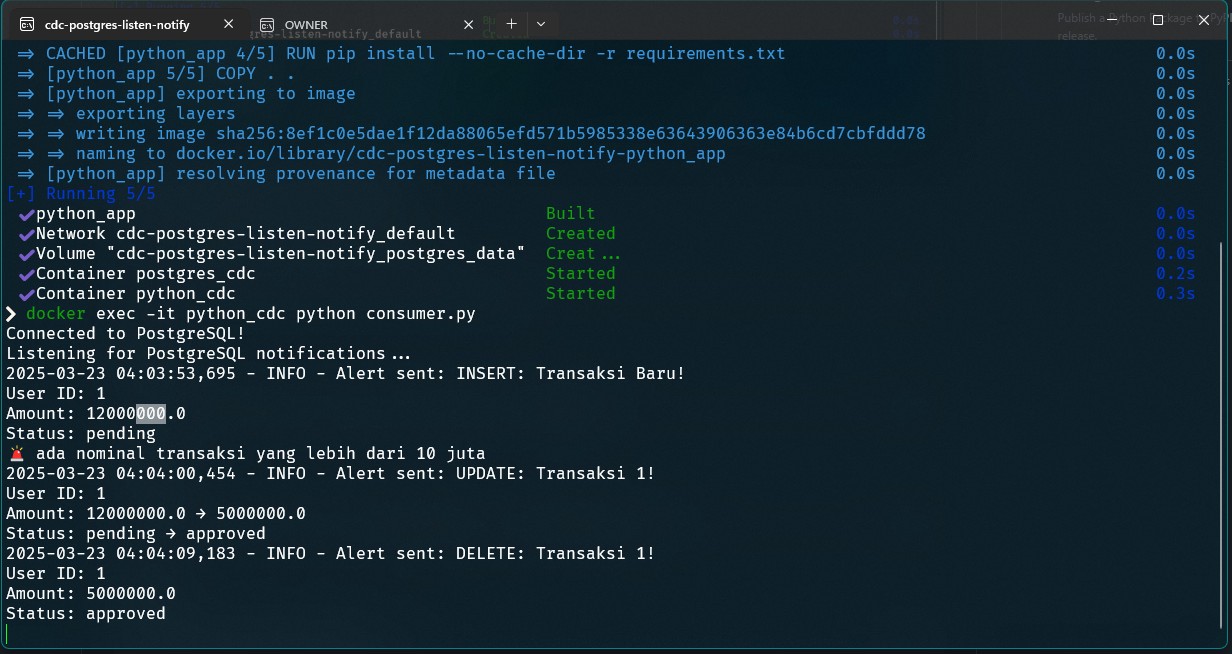 cdc-postgres-listen-notify
OWNER
res-listen-notify_default
Publish a Python Package to PyP
release.
⇒ CACHED [python_app 4/5] RUN pip install --no-cache-dir -r requirements.txt 0.0s
⇒ [python_app 5/5] COPY . . 0.0s
⇒ [python_app] exporting to image 0.0s
⇒ ⇒ exporting layers 0.0s
⇒ ⇒ writing image sha256:8ef1c0e5dae1f12da88065efd571b5985338e63643906363e84b6cd7cbfddd78 0.0s
⇒ ⇒ naming to docker.io/library/cdc-postgres-listen-notify-python_app 0.0s
⇒ [python_app] resolving provenance for metadata file 0.0s
[+] Running 5/5
✔python_app Built 0.0s
✔Network cdc-postgres-listen-notify_default Created 0.0s
✔Volume "cdc-postgres-listen-notify_postgres_data" Creat... 0.0s
✔Container postgres_cdc Started 0.2s
✔Container python_cdc Started 0.3s
❯ docker exec -it python_cdc python consumer.py
Connected to PostgreSQL!
Listening for PostgreSQL notifications...
2025-03-23 04:03:53,695 - INFO - Alert sent: INSERT: Transaksi Baru!
User ID: 1
Amount: 12000000.0
Status: pending
🚨 ada nominal transaksi yang lebih dari 10 juta
2025-03-23 04:04:00,454 - INFO - Alert sent: UPDATE: Transaksi 1!
User ID: 1
Amount: 12000000.0 → 5000000.0
Status: pending → approved
2025-03-23 04:04:09,183 - INFO - Alert sent: DELETE: Transaksi 1!
User ID: 1
Amount: 5000000.0
Status: approved